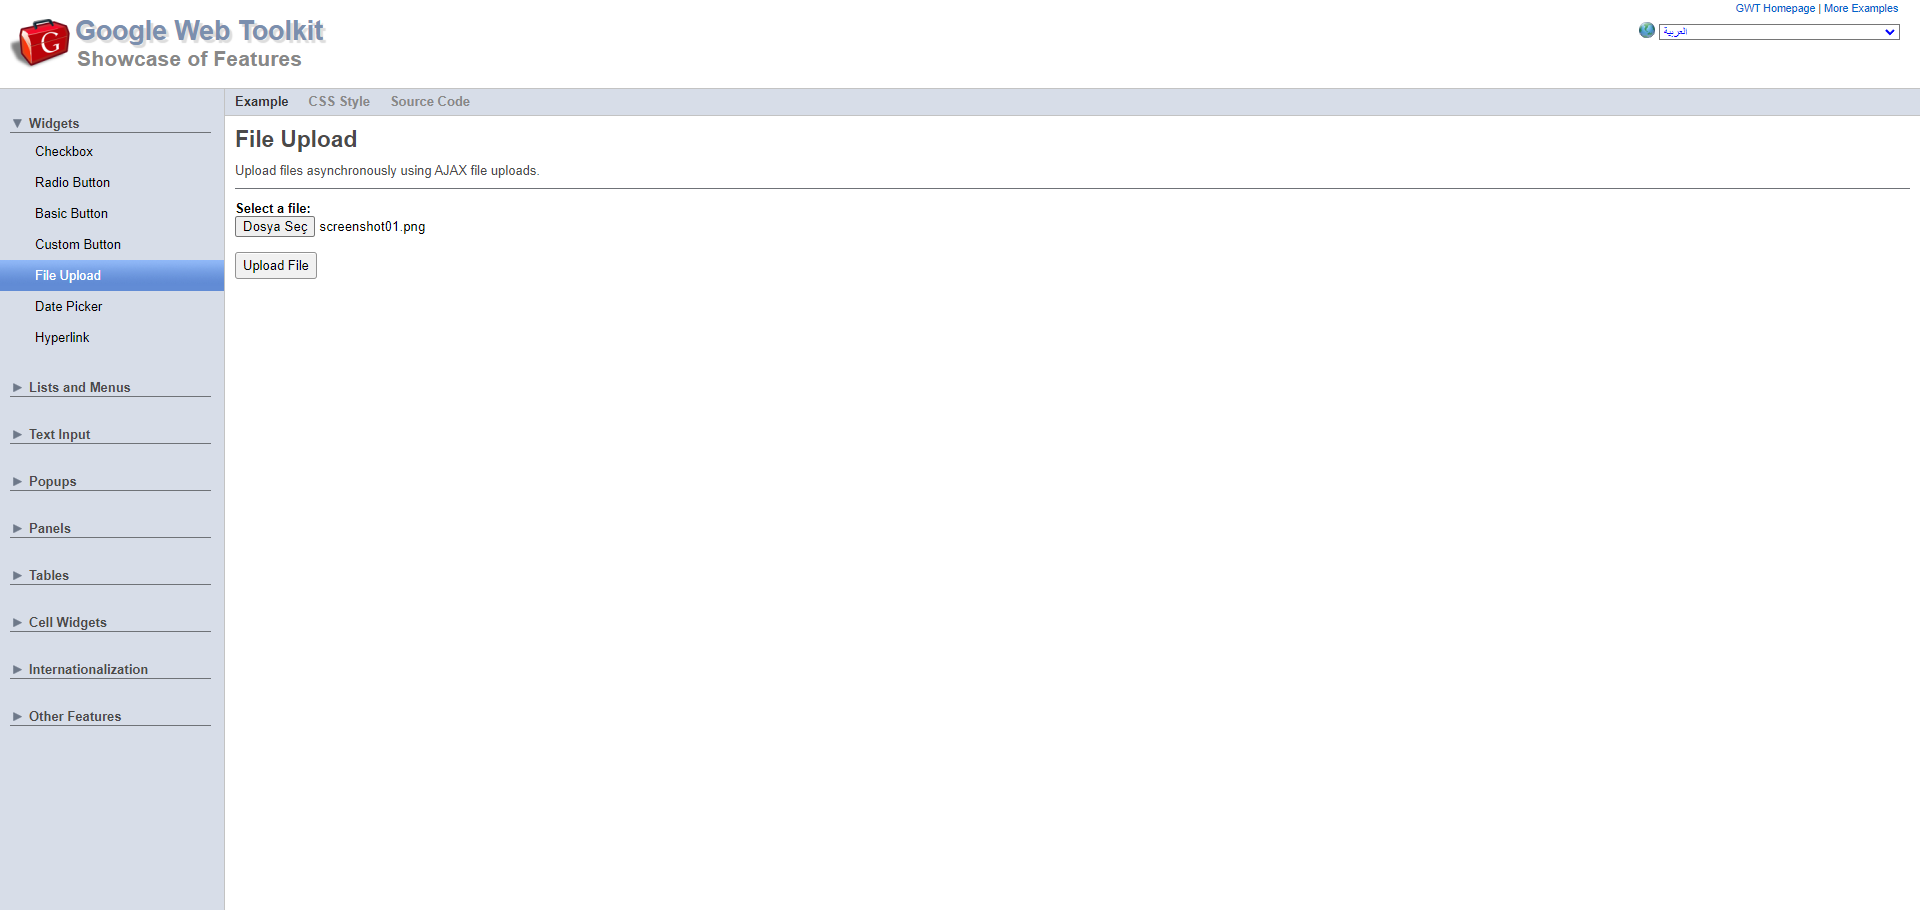 GWT Homepage | More Examples
Google Web Toolkit
Showcase of Features
العربية
Example CSS Style Source Code
Widgets
Checkbox
Radio Button
Basic Button
Custom Button
File Upload
Date Picker
Hyperlink
Lists and Menus
Text Input
Popups
Panels
Tables
Cell Widgets
Internationalization
Other Features
File Upload
Upload files asynchronously using AJAX file uploads.
Select a file:
Dosya Seç screenshot01.png
Upload File